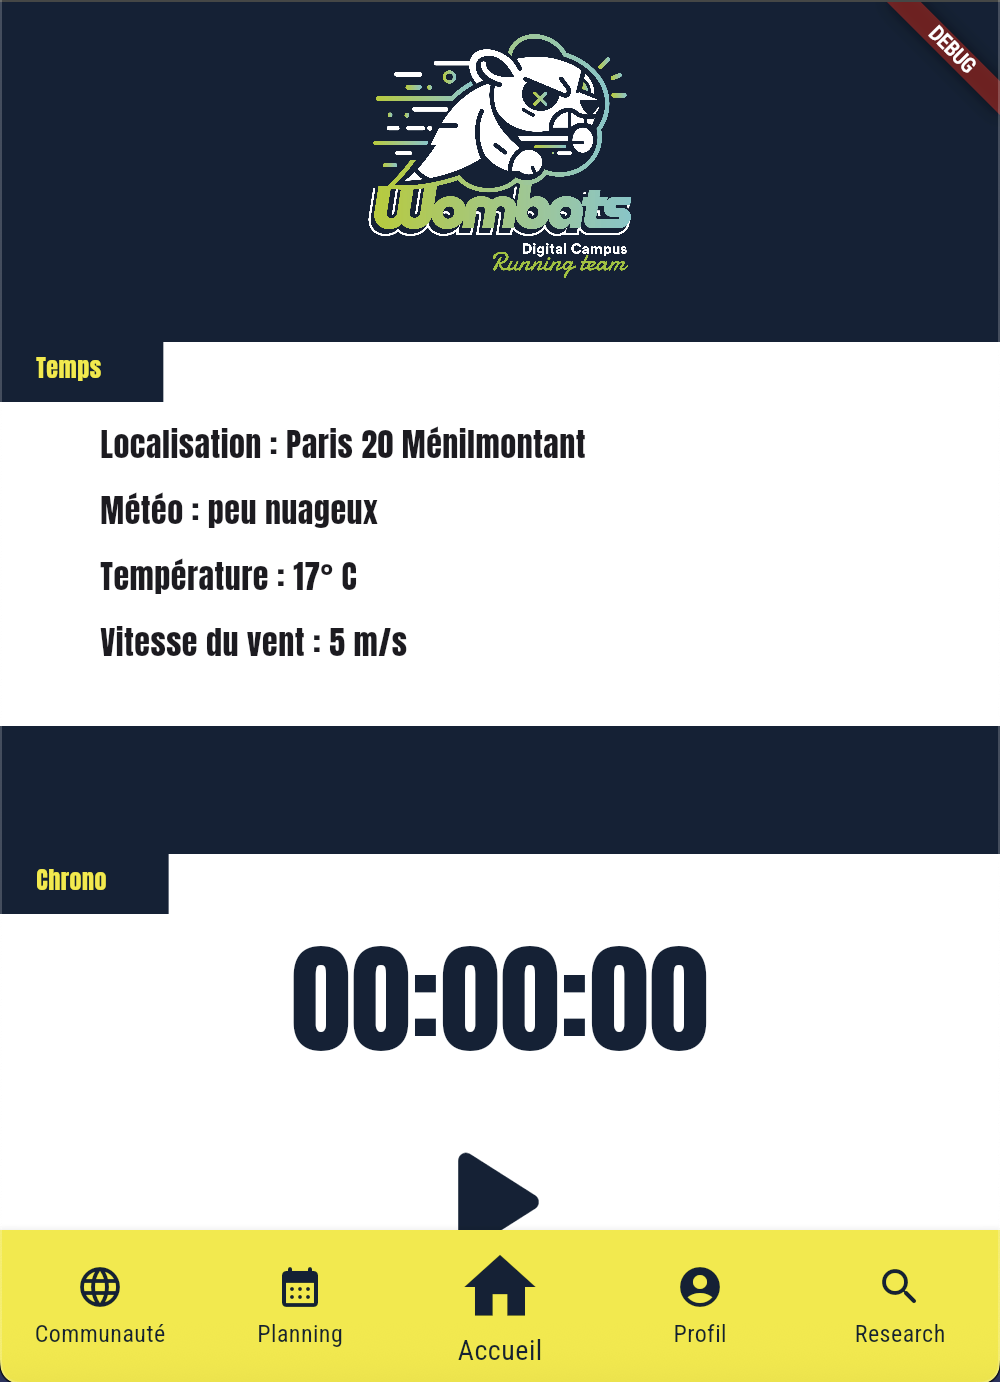 DEBUG
Wombats
Digital Campus
Running team
Temps
Localisation : Paris 20 Ménilmontant
Météo : peu nuageux
Température : 17° C
Vitesse du vent : 5 m/s
Chrono
00:00:00
Communauté
Planning
Accueil
Profil
Research